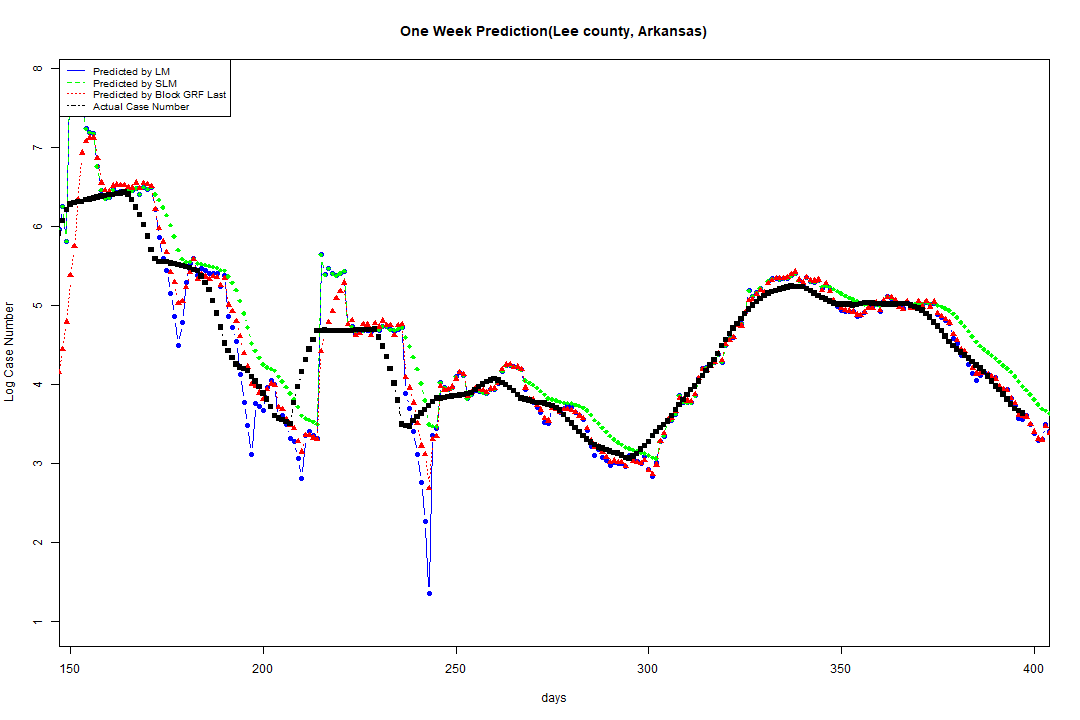 One Week Prediction(Lee county, Arkansas)
Predicted by LM
Predicted by SLM
Predicted by Block GRF Last
Actual Case Number
8
7
6
5
4
3
2
1
Log Case Number
150 200 250 300 350 400
days